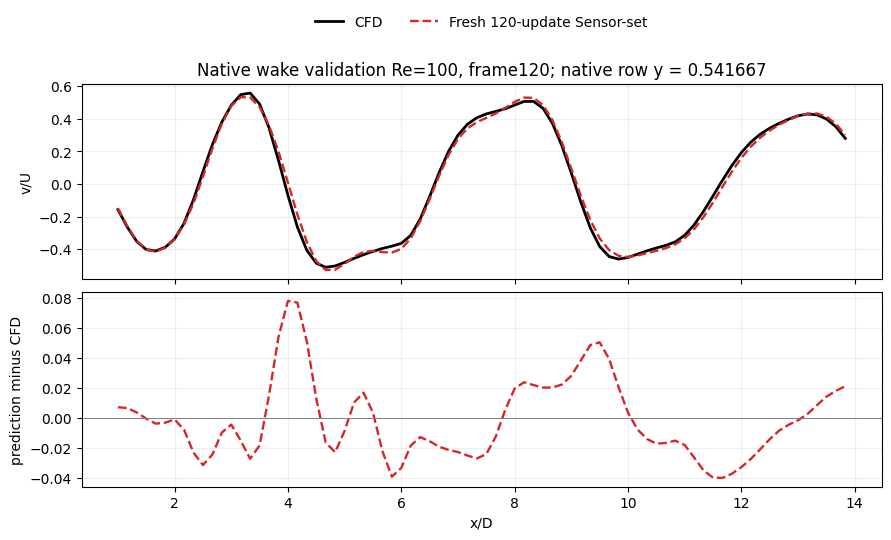 CFD
Fresh 120-update Sensor-set
Native wake validation Re=100, frame120; native row y = 0.541667
v/U
0.6
0.4
0.2
0.0
−0.2
−0.4
prediction minus CFD
0.08
0.06
0.04
0.02
0.00
−0.02
−0.04
2 4 6 8 10 12 14
x/D